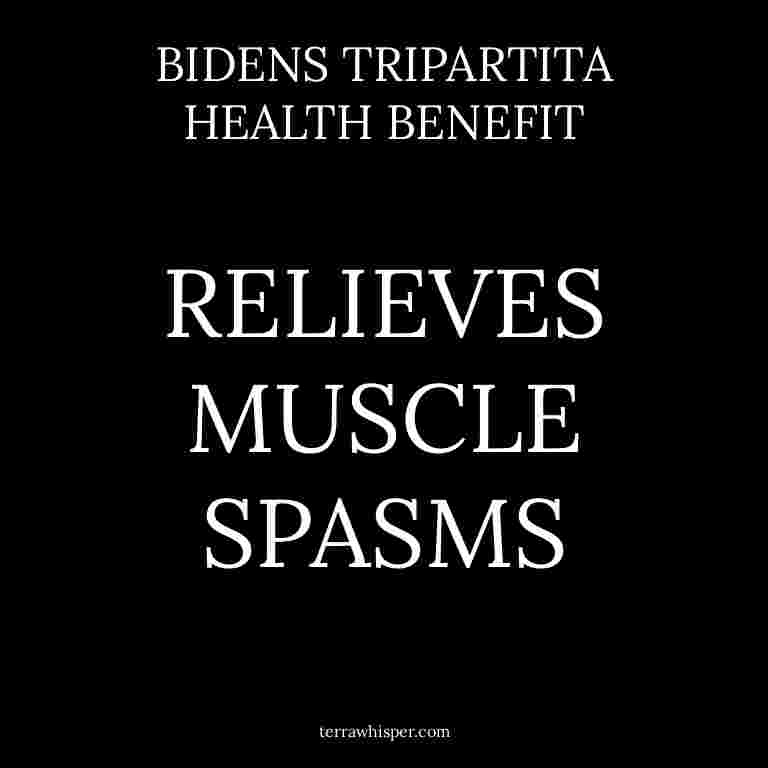 BIDENS TRIPARTITA
HEALTH BENEFIT
RELIEVES
MUSCLE
SPASMS
terrawhisper.com